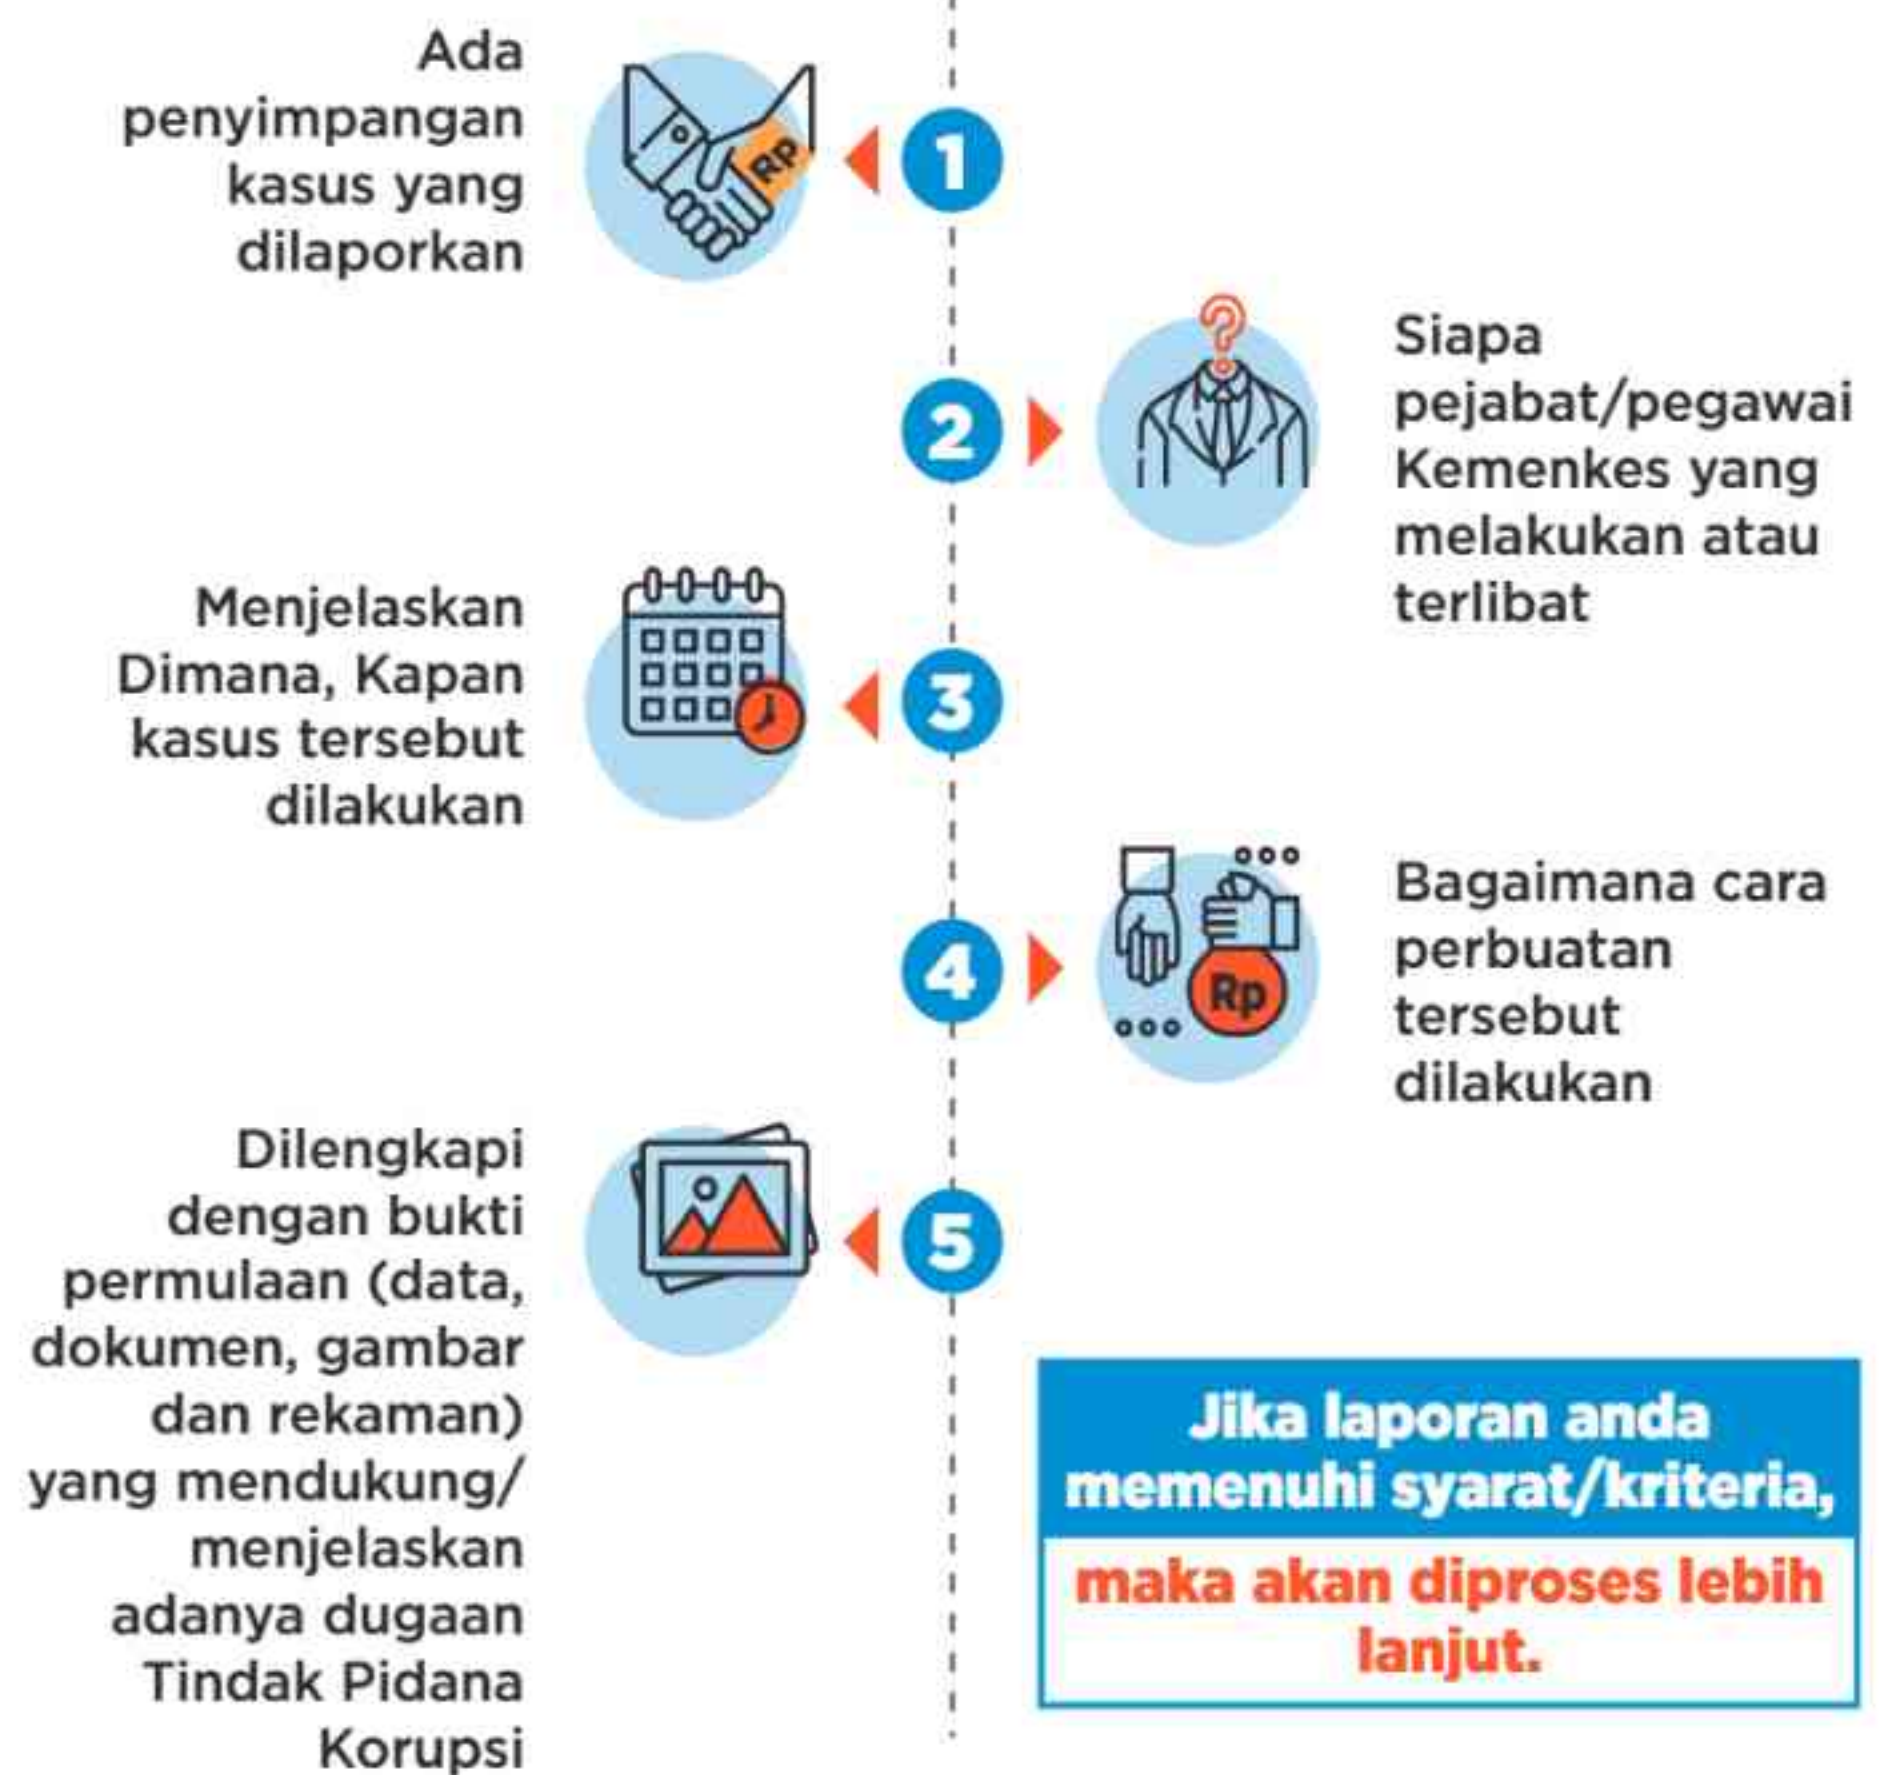 Ada
penyimpangan
kasus yang
dilaporkan
Rp
1
2
Siapa
pejabat/pegawai
Kemenkes yang
melakukan atau
terlibat
?
Menjelaskan
Dimana, Kapan
kasus tersebut
dilakukan
3
4
Rp
Bagaimana cara
perbuatan
tersebut
dilakukan
Dilengkapi
dengan bukti
permulaan (data,
dokumen, gambar
dan rekaman)
yang mendukung/
menjelaskan
adanya dugaan
Tindak Pidana
Korupsi
5
Jika laporan anda
memenuhi syarat/kriteria,
maka akan diproses lebih
lanjut.